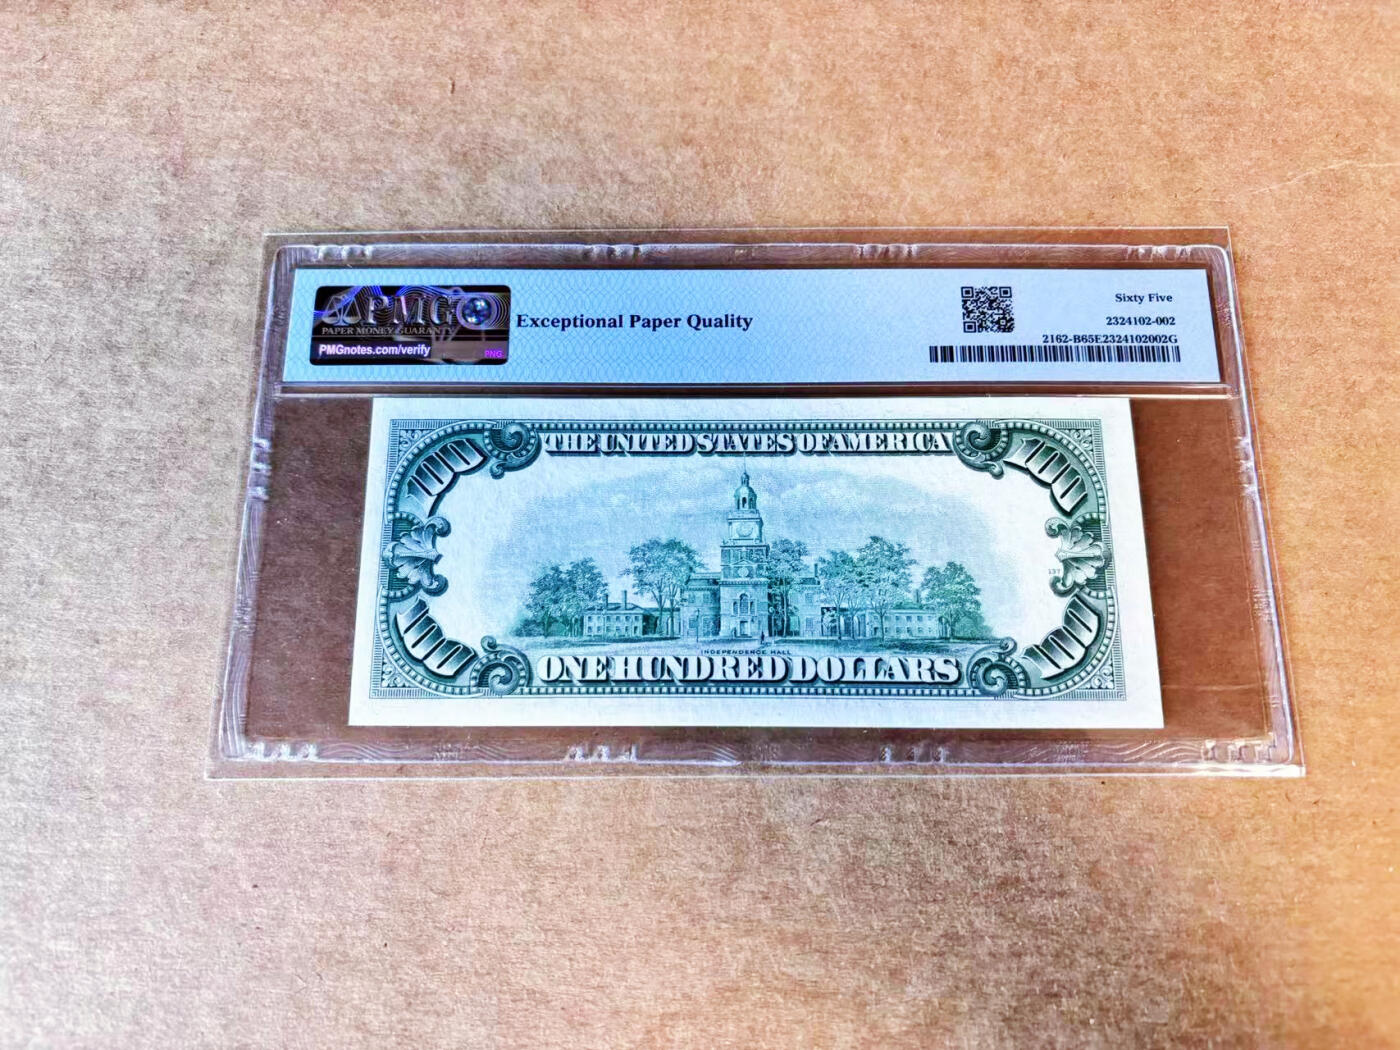 PMG
PAPER MONEY GUARANTY
PMGnotes.com/verify
PNG
Exceptional Paper Quality
Sixty Five
2324102-002
2162-B65E2324102002G
THE UNITED STATES OF AMERICA
100
100
137
100
100
INDEPENDENCE HALL
ONE HUNDRED DOLLARS